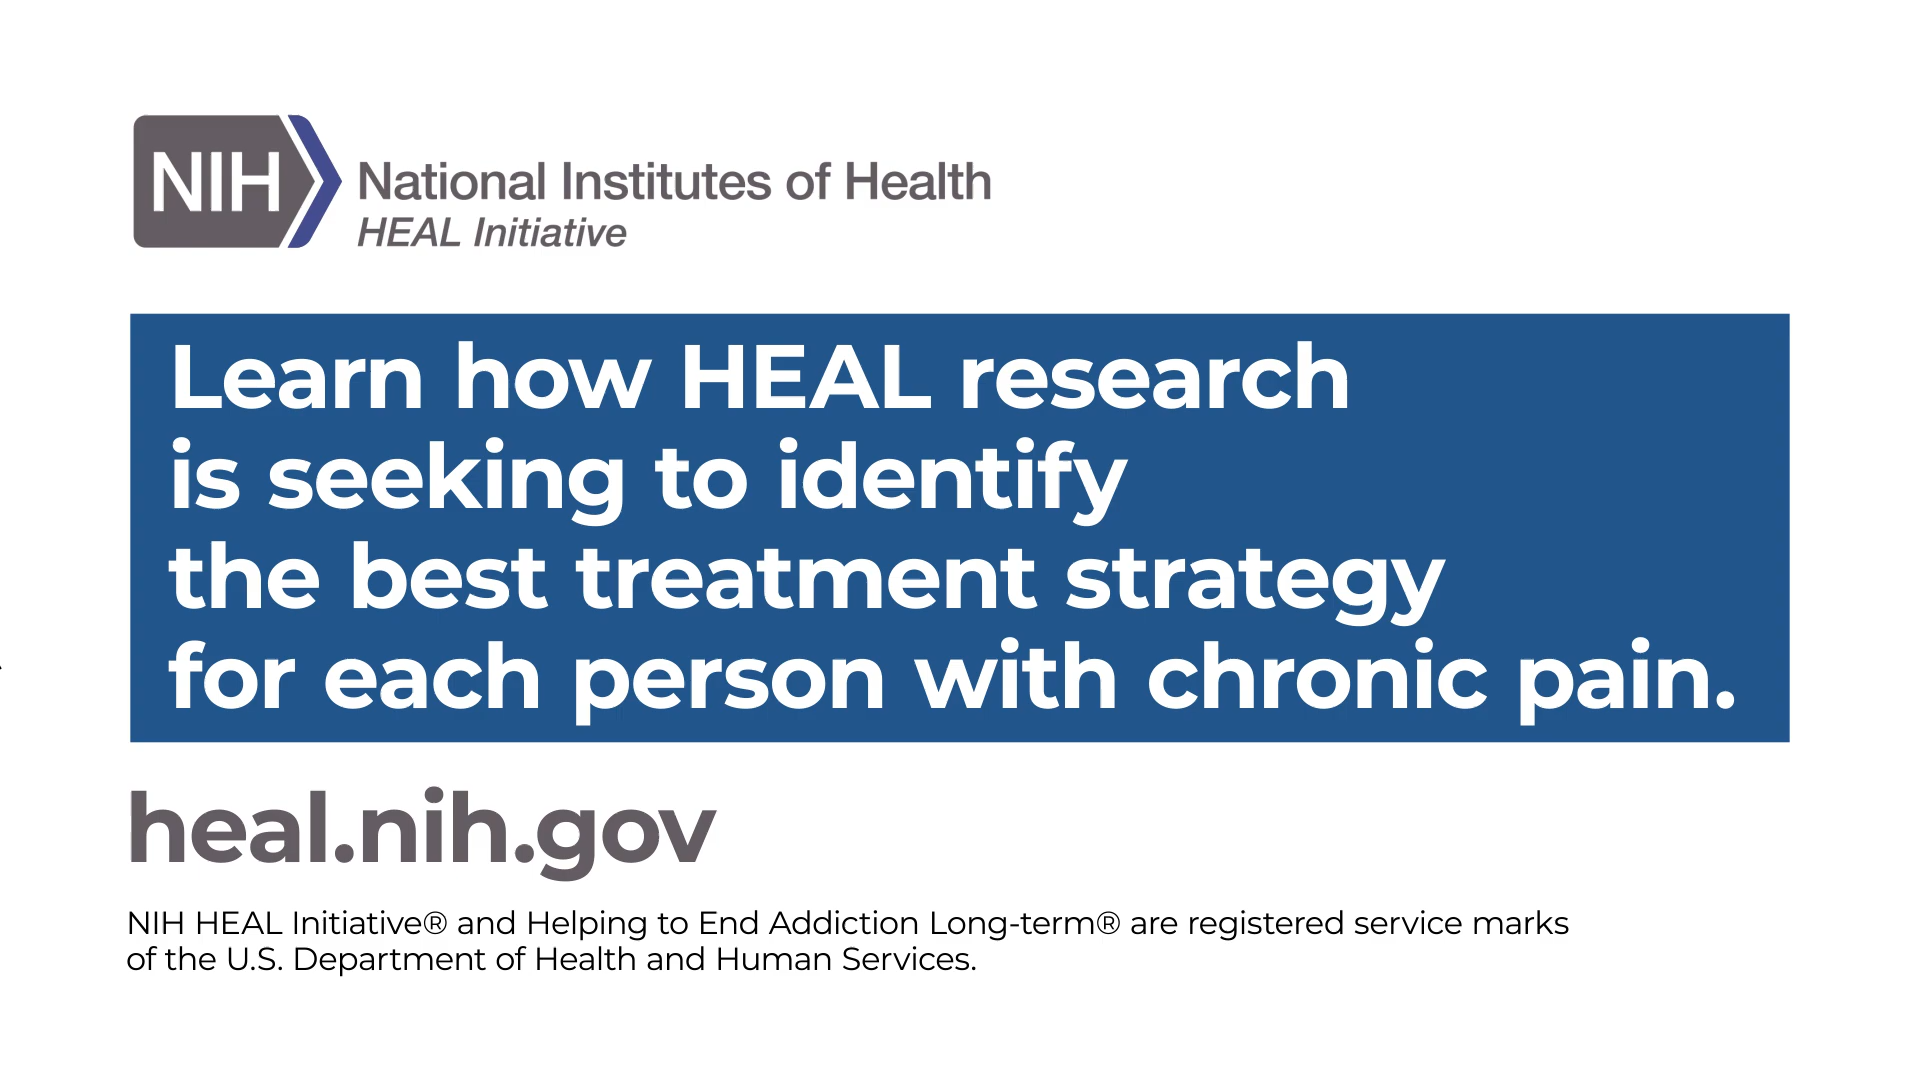 NIH National Institutes of Health
HEAL Initiative
Learn how HEAL research
is seeking to identify
the best treatment strategy
for each person with chronic pain.
heal.nih.gov
NIH HEAL Initiative® and Helping to End Addiction Long-term® are registered service marks
of the U.S. Department of Health and Human Services.